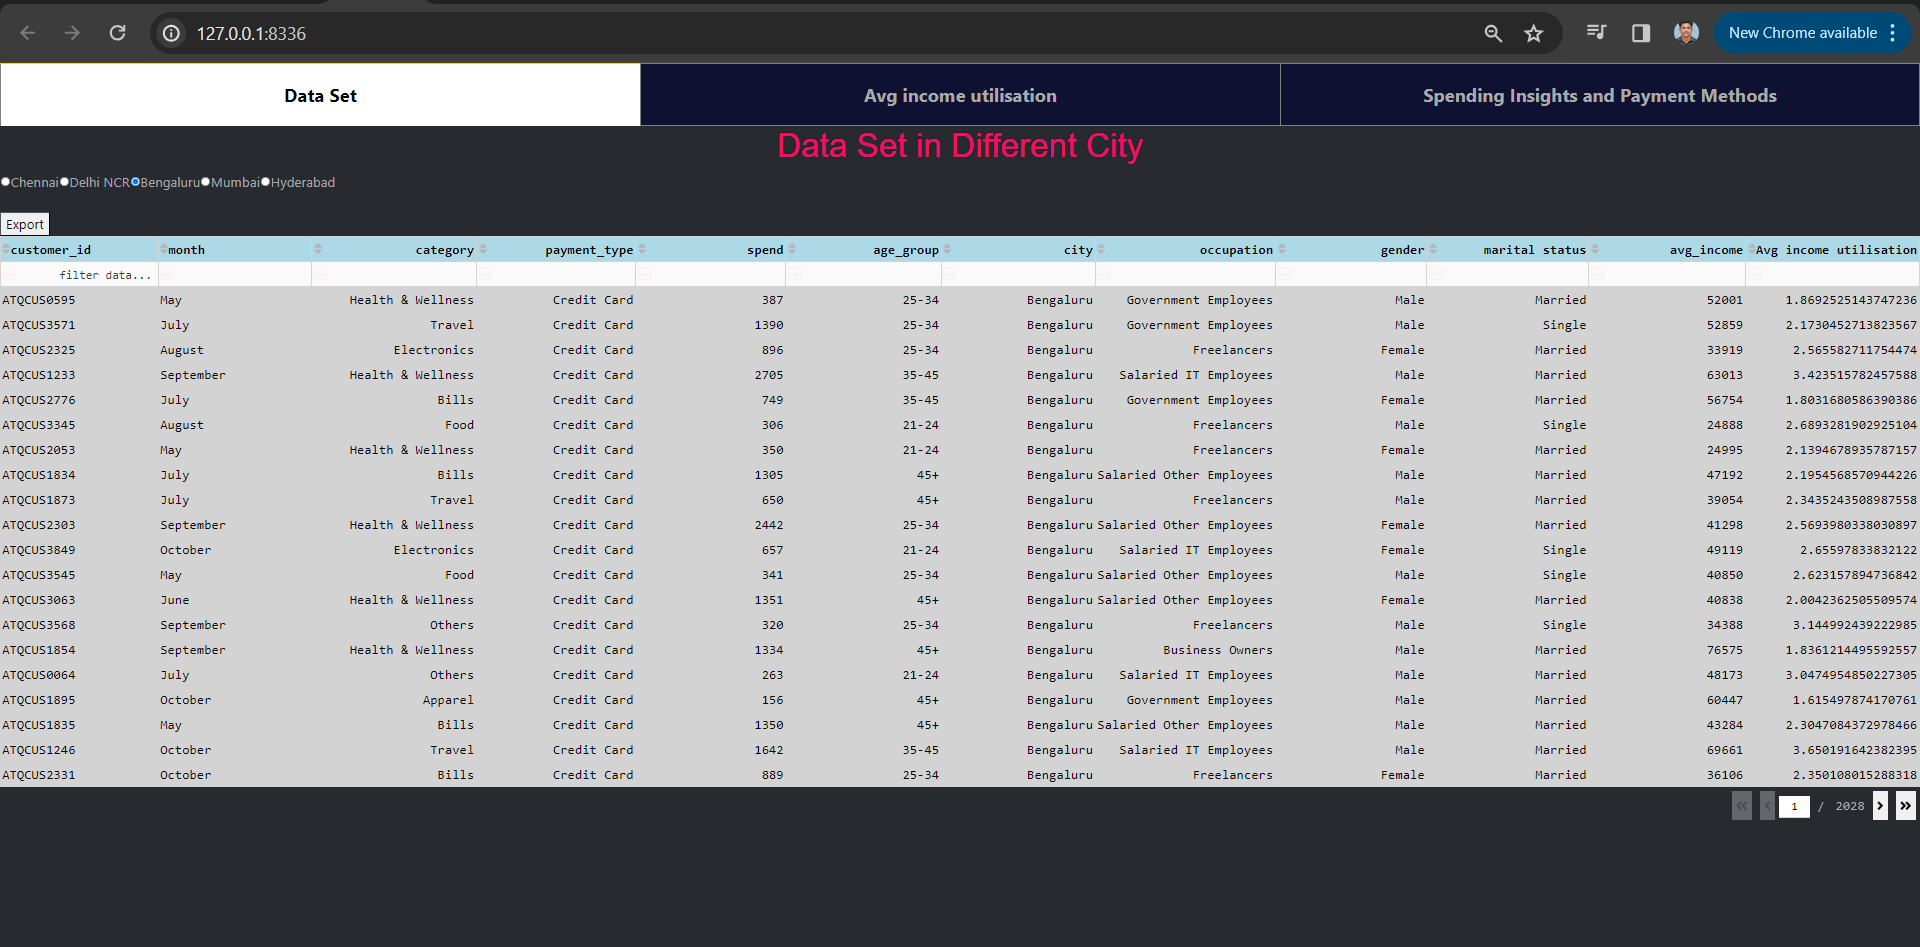 127.0.0.1:8336 New Chrome available
Data Set Avg income utilisation Spending Insights and Payment Methods
Data Set in Different City
Chennai Delhi NCR Bengaluru Mumbai Hyderabad
Export
customer_id month category payment_type spend age_group city occupation gender marital status avg_income Avg income utilisation
filter data...
ATQCUS0595 May Health & Wellness Credit Card 387 25-34 Bengaluru Government Employees Male Married 52001 1.8692525143747236
ATQCUS3571 July Travel Credit Card 1390 25-34 Bengaluru Government Employees Male Single 52859 2.1730452713823567
ATQCUS2325 August Electronics Credit Card 896 25-34 Bengaluru Freelancers Female Married 33919 2.565582711754474
ATQCUS1233 September Health & Wellness Credit Card 2705 35-45 Bengaluru Salaried IT Employees Male Married 63013 3.423515782457588
ATQCUS2776 July Bills Credit Card 749 35-45 Bengaluru Government Employees Female Married 56754 1.8031680586390386
ATQCUS3345 August Food Credit Card 306 21-24 Bengaluru Freelancers Male Single 24888 2.6893281902925104
ATQCUS2053 May Health & Wellness Credit Card 350 21-24 Bengaluru Freelancers Female Married 24995 2.1394678935787157
ATQCUS1834 July Bills Credit Card 1305 45+ Bengaluru Salaried Other Employees Male Married 47192 2.1954568570944226
ATQCUS1873 July Travel Credit Card 650 45+ Bengaluru Freelancers Male Married 39054 2.3435243508987558
ATQCUS2303 September Health & Wellness Credit Card 2442 25-34 Bengaluru Salaried Other Employees Female Married 41298 2.5693980338030897
ATQCUS3849 October Electronics Credit Card 657 21-24 Bengaluru Salaried IT Employees Female Single 49119 2.65597833832122
ATQCUS3545 May Food Credit Card 341 25-34 Bengaluru Salaried Other Employees Male Single 40850 2.623157894736842
ATQCUS3063 June Health & Wellness Credit Card 1351 45+ Bengaluru Salaried Other Employees Female Married 40838 2.0042362505509574
ATQCUS3568 September Others Credit Card 320 25-34 Bengaluru Freelancers Male Single 34388 3.144992439222985
ATQCUS1854 September Health & Wellness Credit Card 1334 45+ Bengaluru Business Owners Male Married 76575 1.8361214495592557
ATQCUS0064 July Others Credit Card 263 21-24 Bengaluru Salaried IT Employees Male Married 48173 3.0474954850227305
ATQCUS1895 October Apparel Credit Card 156 45+ Bengaluru Government Employees Male Married 60447 1.615497874170761
ATQCUS1835 May Bills Credit Card 1350 45+ Bengaluru Salaried Other Employees Male Married 43284 2.3047084372978466
ATQCUS1246 October Travel Credit Card 1642 35-45 Bengaluru Salaried IT Employees Male Married 69661 3.650191642382395
ATQCUS2331 October Bills Credit Card 889 25-34 Bengaluru Freelancers Female Married 36106 2.350108015288318
1 / 2028